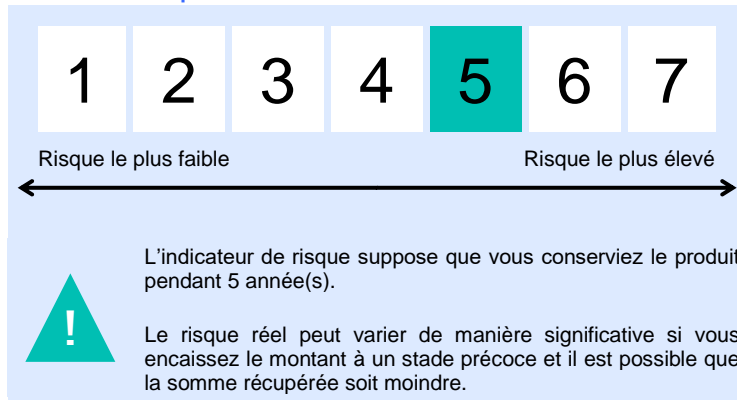 1 2 3 4 5 6 7
Risque le plus faible Risque le plus élevé
L'indicateur de risque suppose que vous conserviez le produit
pendant 5 année(s).
!
Le risque réel peut varier de manière significative si vous
encaissez le montant à un stade précoce et il est possible que
la somme récupérée soit moindre.